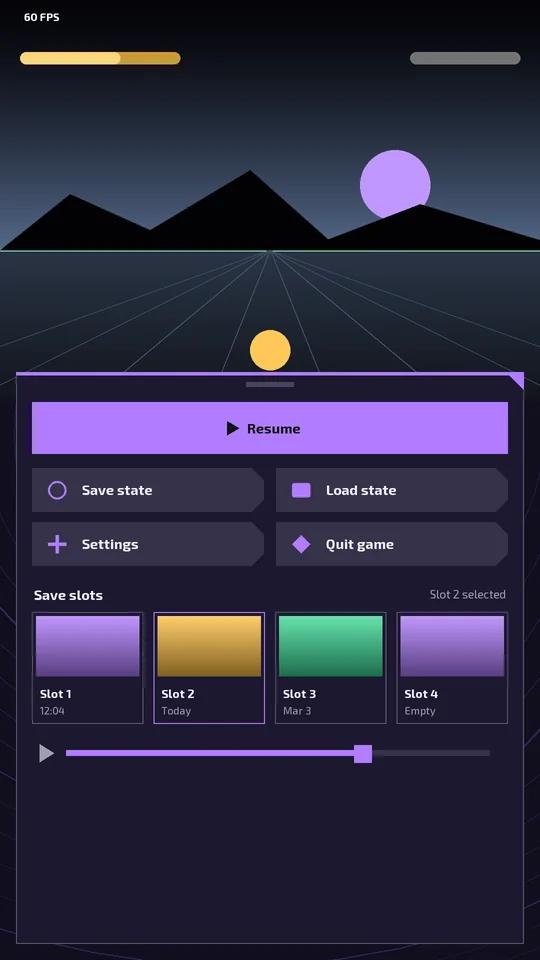 60 FPS
Resume
Save state
Load state
Settings
Quit game
Save slots
Slot 2 selected
Slot 1
12:04
Slot 2
Today
Slot 3
Mar 3
Slot 4
Empty